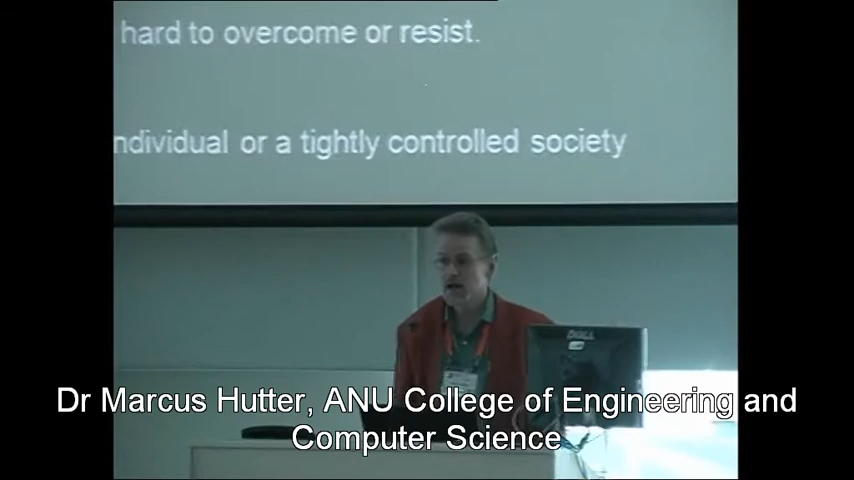 hard to overcome or resist.
ndividual or a tightly controlled society
DELL
Dr Marcus Hutter, ANU College of Engineering and
Computer Science